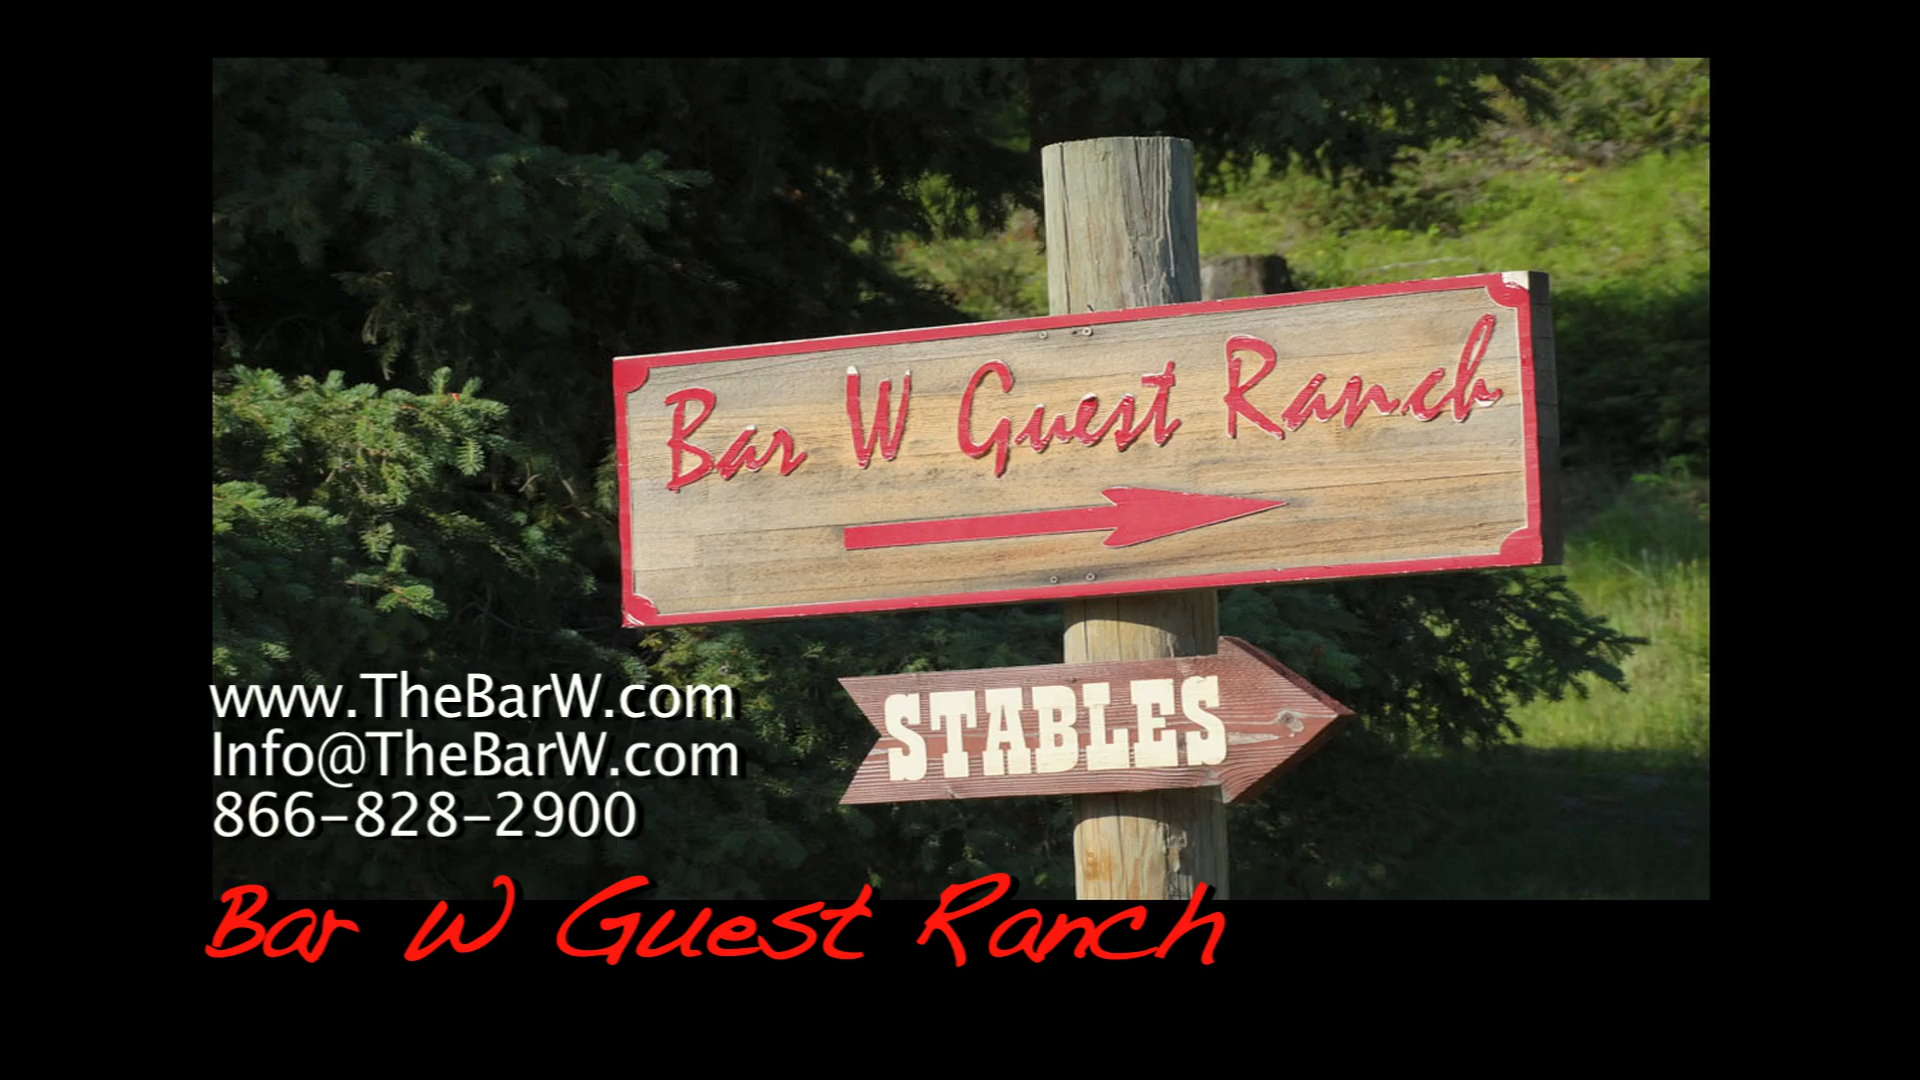 Bar W Guest Ranch
STABLES
www.TheBarW.com
Info@TheBarW.com
866-828-2900
Bar W Guest Ranch